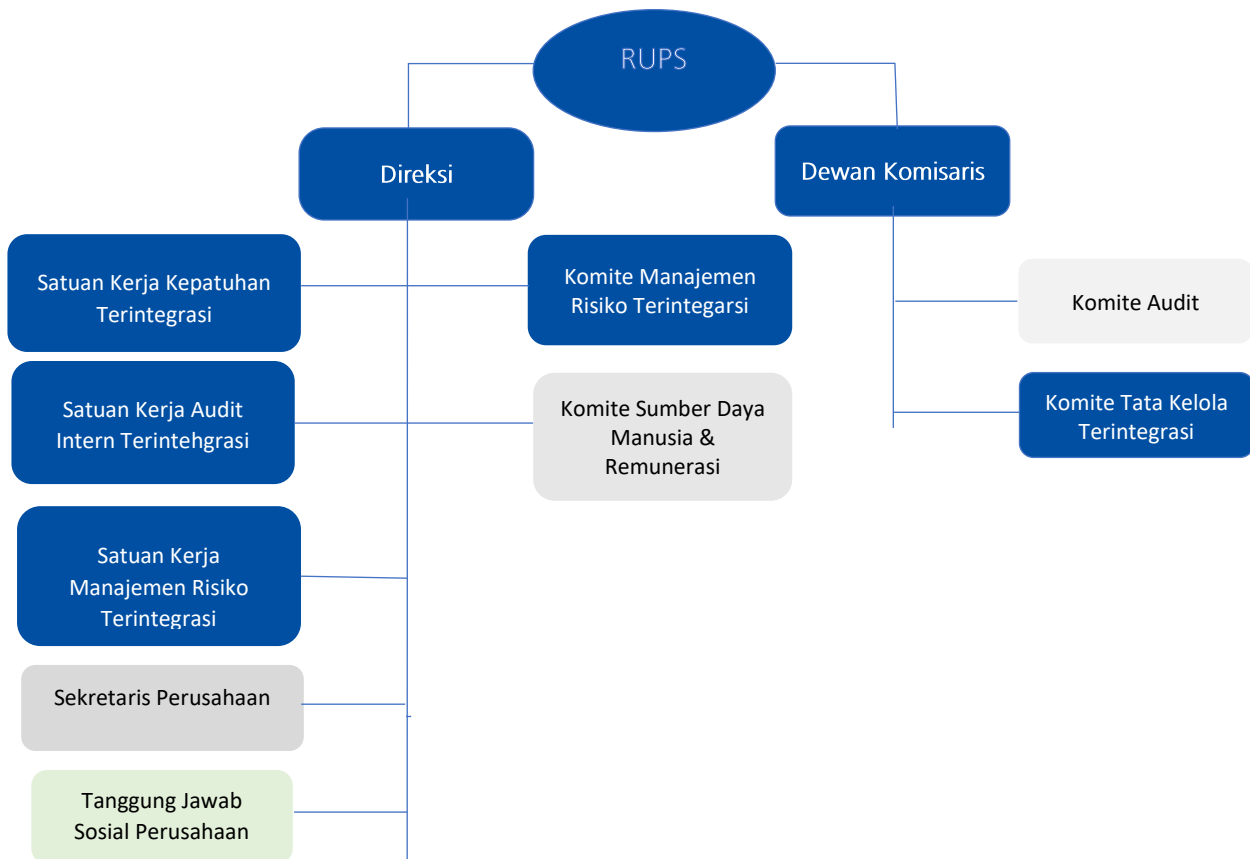 RUPS
Direksi
Dewan Komisaris
Satuan Kerja Kepatuhan
Terintegrasi
Komite Manajemen
Risiko Terintegarsi
Komite Audit
Satuan Kerja Audit
Intern Terintehgrasi
Komite Sumber Daya
Manusia &
Remunerasi
Komite Tata Kelola
Terintegrasi
Satuan Kerja
Manajemen Risiko
Terintegrasi
Sekretaris Perusahaan
Tanggung Jawab
Sosial Perusahaan